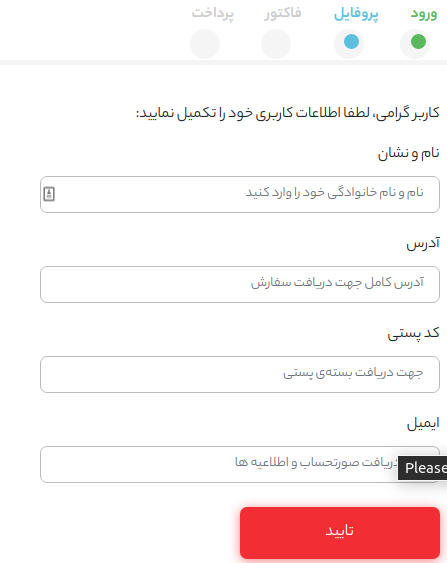 ورود پروفایل فاکتور پرداخت
کاربر گرامی، لطفا اطلاعات کاربری خود را تکمیل نمایید:
نام و نشان
نام و نام خانوادگی خود را وارد کنید
آدرس
آدرس کامل جهت دریافت سفارش
کد پستی
جهت دریافت بسته‌ی پستی
ایمیل
دریافت صورتحساب و اطلاعیه ها
Please
تایید